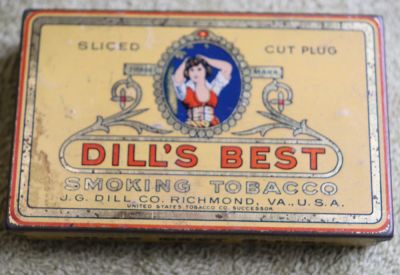 SLICED CUT PLUG
TRADE MARK
DILL'S BEST
SMOKING TOBACCO
J.G. DILL CO. RICHMOND, VA., U.S.A.
UNITED STATES TOBACCO CO. SUCCESSOR